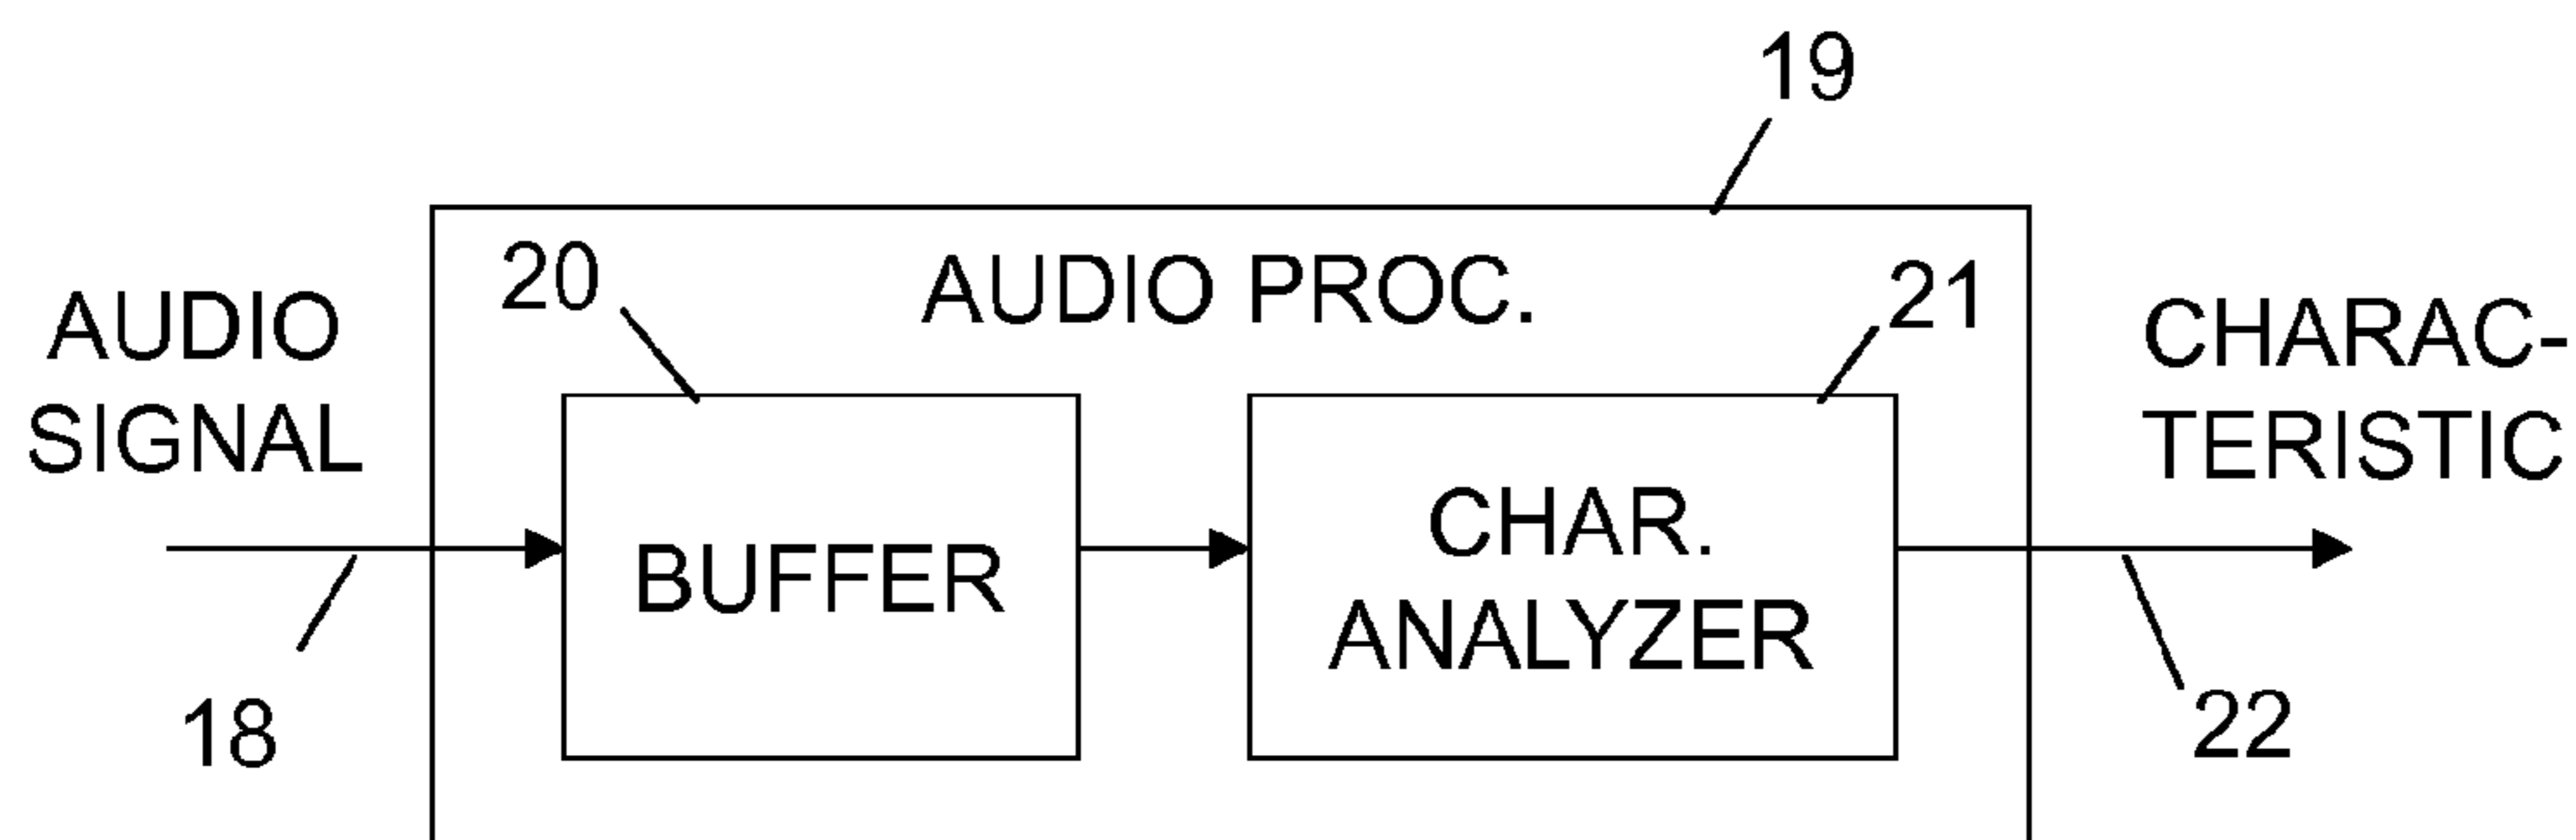 19
20
AUDIO PROC.
21
AUDIO
SIGNAL
CHARAC-
TERISTIC
BUFFER
CHAR.
ANALYZER
18
22